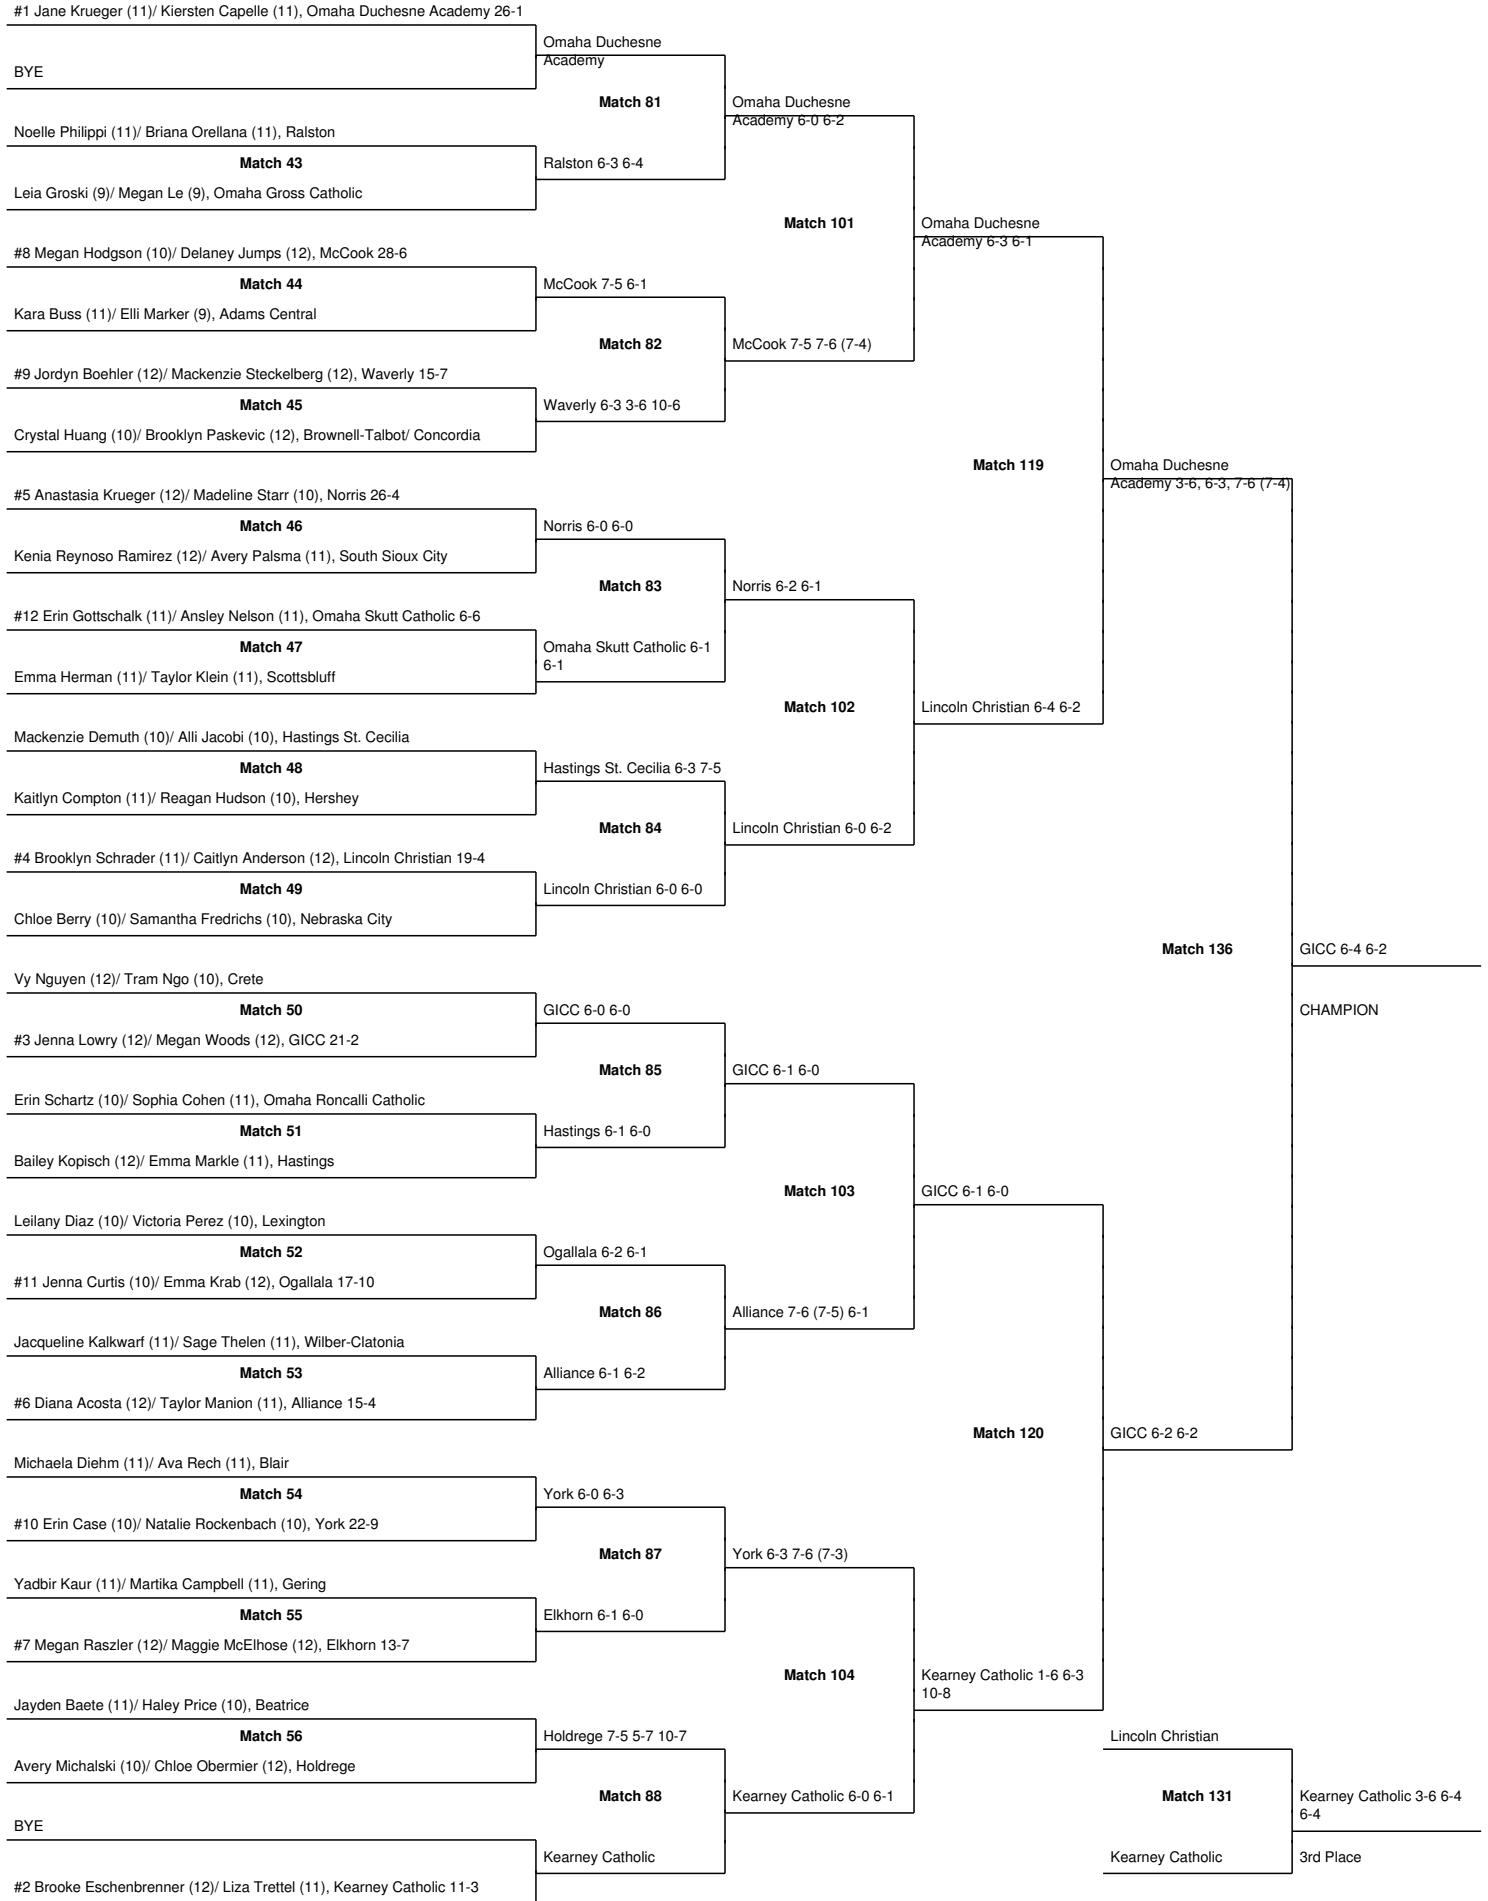 #1 Jane Krueger (11)/ Kiersten Capelle (11), Omaha Duchesne Academy 26-1
Omaha Duchesne
Academy
BYE
Match 81
Omaha Duchesne
Academy 6-0 6-2
Noelle Philippi (11)/ Briana Orellana (11), Ralston
Match 43
Ralston 6-3 6-4
Leia Groski (9)/ Megan Le (9), Omaha Gross Catholic
Match 101
Omaha Duchesne
Academy 6-3 6-1
#8 Megan Hodgson (10)/ Delaney Jumps (12), McCook 28-6
Match 44
McCook 7-5 6-1
Kara Buss (11)/ Elli Marker (9), Adams Central
Match 82
McCook 7-5 7-6 (7-4)
#9 Jordyn Boehler (12)/ Mackenzie Steckelberg (12), Waverly 15-7
Match 45
Waverly 6-3 3-6 10-6
Crystal Huang (10)/ Brooklyn Paskevic (12), Brownell-Talbot/ Concordia
Match 119
Omaha Duchesne
Academy 3-6, 6-3, 7-6 (7-4)
#5 Anastasia Krueger (12)/ Madeline Starr (10), Norris 26-4
Match 46
Norris 6-0 6-0
Kenia Reynoso Ramirez (12)/ Avery Palsma (11), South Sioux City
Match 83
Norris 6-2 6-1
#12 Erin Gottschalk (11)/ Ansley Nelson (11), Omaha Skutt Catholic 6-6
Match 47
Omaha Skutt Catholic 6-1
6-1
Emma Herman (11)/ Taylor Klein (11), Scottsbluff
Match 102
Lincoln Christian 6-4 6-2
Mackenzie Demuth (10)/ Alli Jacobi (10), Hastings St. Cecilia
Match 48
Hastings St. Cecilia 6-3 7-5
Kaitlyn Compton (11)/ Reagan Hudson (10), Hershey
Match 84
Lincoln Christian 6-0 6-2
#4 Brooklyn Schrader (11)/ Caitlyn Anderson (12), Lincoln Christian 19-4
Match 49
Lincoln Christian 6-0 6-0
Chloe Berry (10)/ Samantha Fredrichs (10), Nebraska City
Match 136
GICC 6-4 6-2
CHAMPION
Vy Nguyen (12)/ Tram Ngo (10), Crete
Match 50
GICC 6-0 6-0
#3 Jenna Lowry (12)/ Megan Woods (12), GICC 21-2
Match 85
GICC 6-1 6-0
Erin Schartz (10)/ Sophia Cohen (11), Omaha Roncalli Catholic
Match 51
Hastings 6-1 6-0
Bailey Kopisch (12)/ Emma Markle (11), Hastings
Match 103
GICC 6-1 6-0
Leilany Diaz (10)/ Victoria Perez (10), Lexington
Match 52
Ogallala 6-2 6-1
#11 Jenna Curtis (10)/ Emma Krab (12), Ogallala 17-10
Match 86
Alliance 7-6 (7-5) 6-1
Jacqueline Kalkwarf (11)/ Sage Thelen (11), Wilber-Clatonia
Match 53
Alliance 6-1 6-2
#6 Diana Acosta (12)/ Taylor Manion (11), Alliance 15-4
Match 120
GICC 6-2 6-2
Michaela Diehm (11)/ Ava Rech (11), Blair
Match 54
York 6-0 6-3
#10 Erin Case (10)/ Natalie Rockenbach (10), York 22-9
Match 87
York 6-3 7-6 (7-3)
Yadbir Kaur (11)/ Martika Campbell (11), Gering
Match 55
Elkhorn 6-1 6-0
#7 Megan Raszler (12)/ Maggie McElhose (12), Elkhorn 13-7
Match 104
Kearney Catholic 1-6 6-3
10-8
Jayden Baete (11)/ Haley Price (10), Beatrice
Match 56
Holdrege 7-5 5-7 10-7
Avery Michalski (10)/ Chloe Obermier (12), Holdrege
Match 88
Kearney Catholic 6-0 6-1
BYE
Kearney Catholic
#2 Brooke Eschenbrenner (12)/ Liza Trettel (11), Kearney Catholic 11-3
Lincoln Christian
Match 131
Kearney Catholic 3-6 6-4
6-4
Kearney Catholic
3rd Place